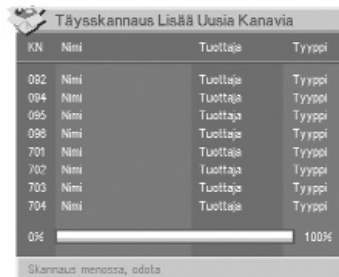 Täysskannaus Lisää Uusia Kanavia
KN Nimi Tuottaja Tyyppi
092 Nimi Tuottaja Tyyppi
094 Nimi Tuottaja Tyyppi
095 Nimi Tuottaja Tyyppi
096 Nimi Tuottaja Tyyppi
701 Nimi Tuottaja Tyyppi
702 Nimi Tuottaja Tyyppi
703 Nimi Tuottaja Tyyppi
704 Nimi Tuottaja Tyyppi
0% 100%
Skannaus menossa, odota